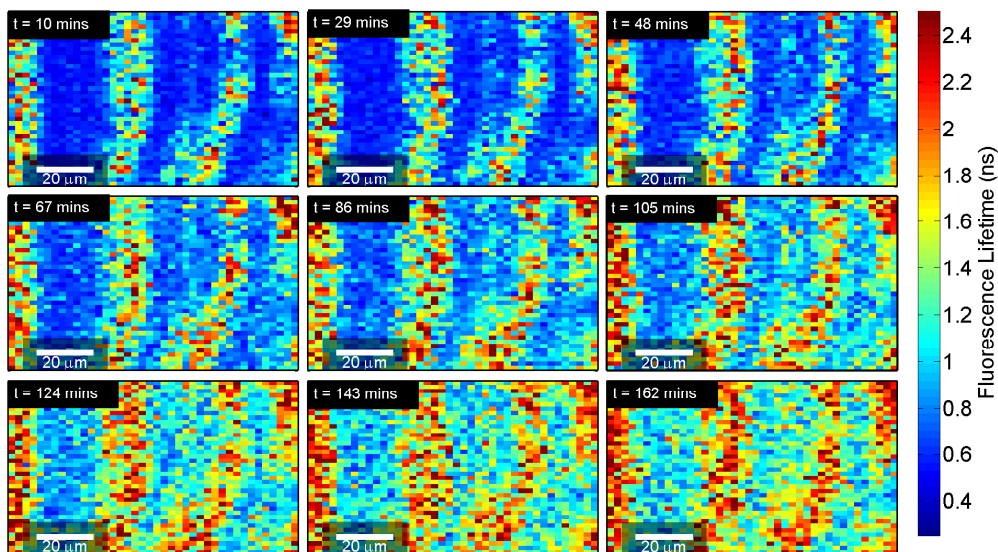 t = 10 mins
t = 29 mins
t = 48 mins
20 μm
20 μm
20 μm
t = 67 mins
t = 86 mins
t = 105 mins
20 μm
20 μm
20 μm
t = 124 mins
t = 143 mins
t = 162 mins
20 μm
20 μm
20 μm
2.4
2.2
2
1.8
1.6
1.4
1.2
1
0.8
0.6
0.4
Fluorescence Lifetime (ns)